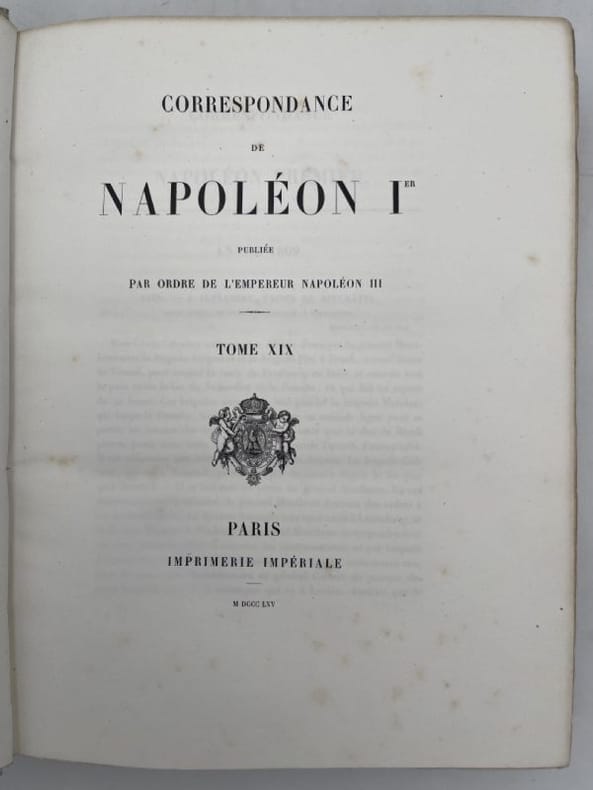 CORRESPONDANCE
DE
NAPOLÉON IER
PUBLIÉE
PAR ORDRE DE L'EMPEREUR NAPOLÉON III
TOME XIX
PARIS
IMPRIMERIE IMPÉRIALE
M DCCC LXV